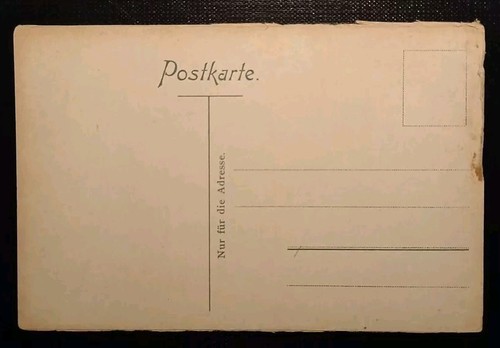 Postkarte.
Nur für die Adresse.